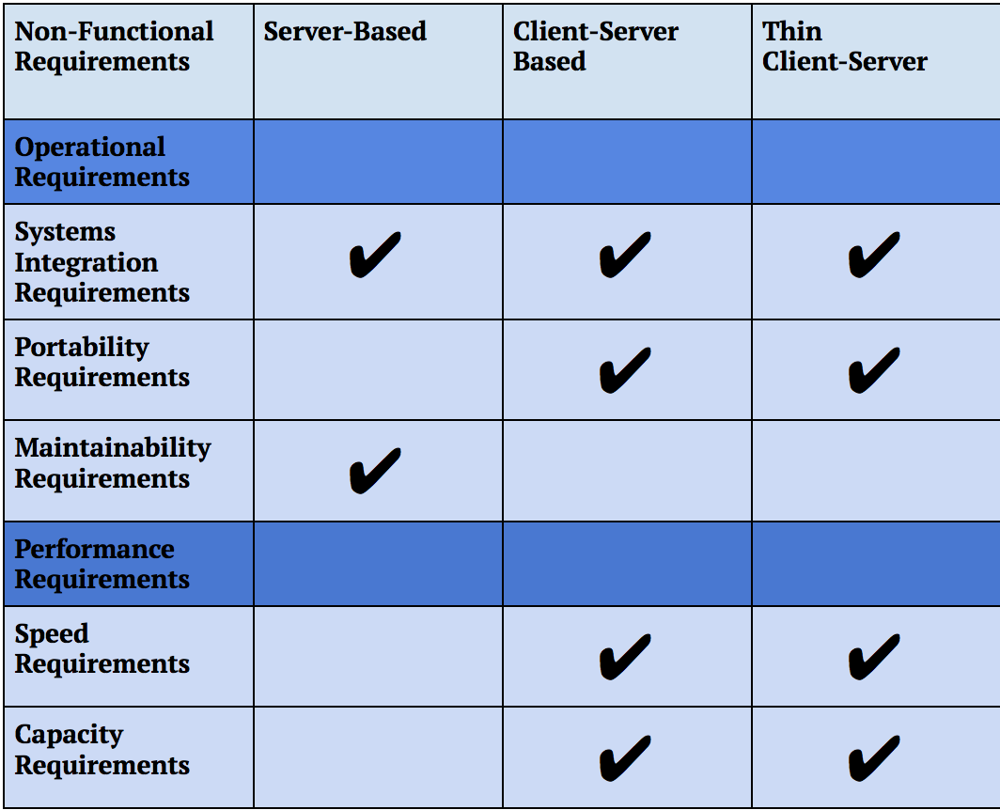 Non-Functional
Requirements
Server-Based
Client-Server
Based
Thin
Client-Server
Operational
Requirements
Systems
Integration
Requirements
✔
✔
✔
Portability
Requirements
✔
✔
Maintainability
Requirements
✔
Performance
Requirements
Speed
Requirements
✔
✔
Capacity
Requirements
✔
✔